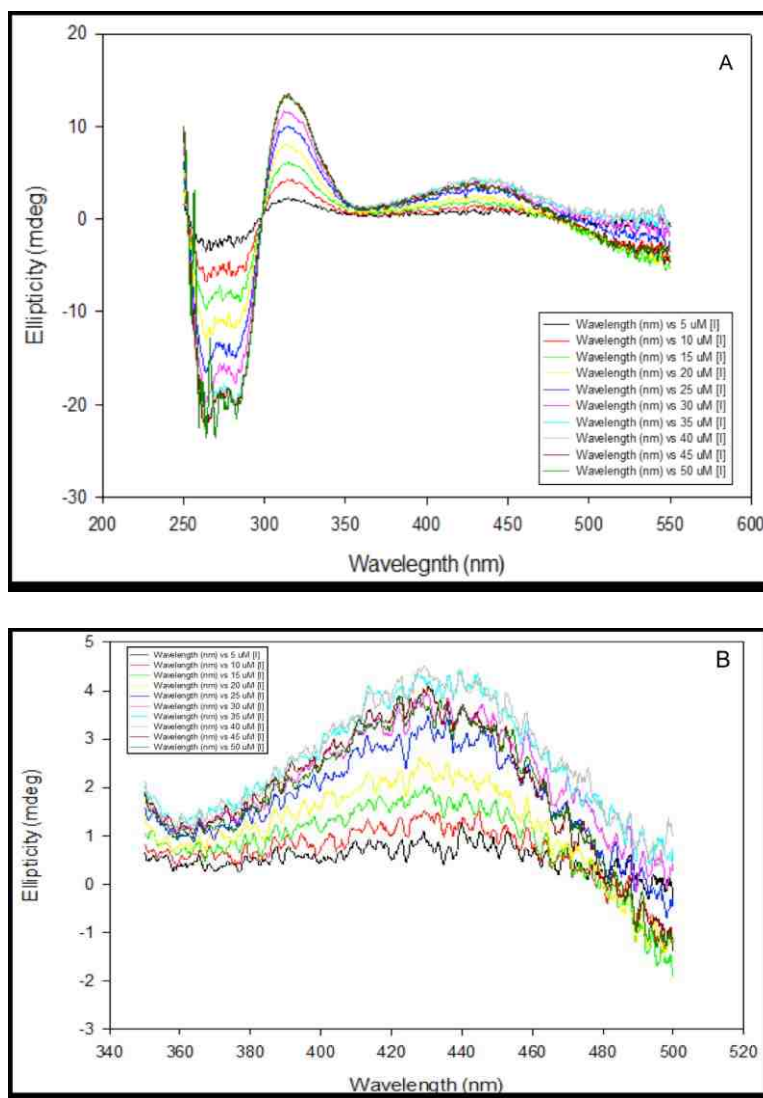 A
20
10
0
-10
-20
-30
Ellipticity (mdeg)
Wavelength (nm) vs 5 uM [I]
Wavelength (nm) vs 10 uM [I]
Wavelength (nm) vs 15 uM [I]
Wavelength (nm) vs 20 uM [I]
Wavelength (nm) vs 25 uM [I]
Wavelength (nm) vs 30 uM [I]
Wavelength (nm) vs 35 uM [I]
Wavelength (nm) vs 40 uM [I]
Wavelength (nm) vs 45 uM [I]
Wavelength (nm) vs 50 uM [I]
200 250 300 350 400 450 500 550 600
Wavelegnth (nm)
B
5
4
3
2
1
0
-1
-2
-3
Ellipticity (mdeg)
Wavelength (nm) vs 5 uM [I]
Wavelength (nm) vs 10 uM [I]
Wavelength (nm) vs 15 uM [I]
Wavelength (nm) vs 20 uM [I]
Wavelength (nm) vs 25 uM [I]
Wavelength (nm) vs 30 uM [I]
Wavelength (nm) vs 35 uM [I]
Wavelength (nm) vs 40 uM [I]
Wavelength (nm) vs 45 uM [I]
Wavelength (nm) vs 50 uM [I]
340 360 380 400 420 440 460 480 500 520
Wavelength (nm)